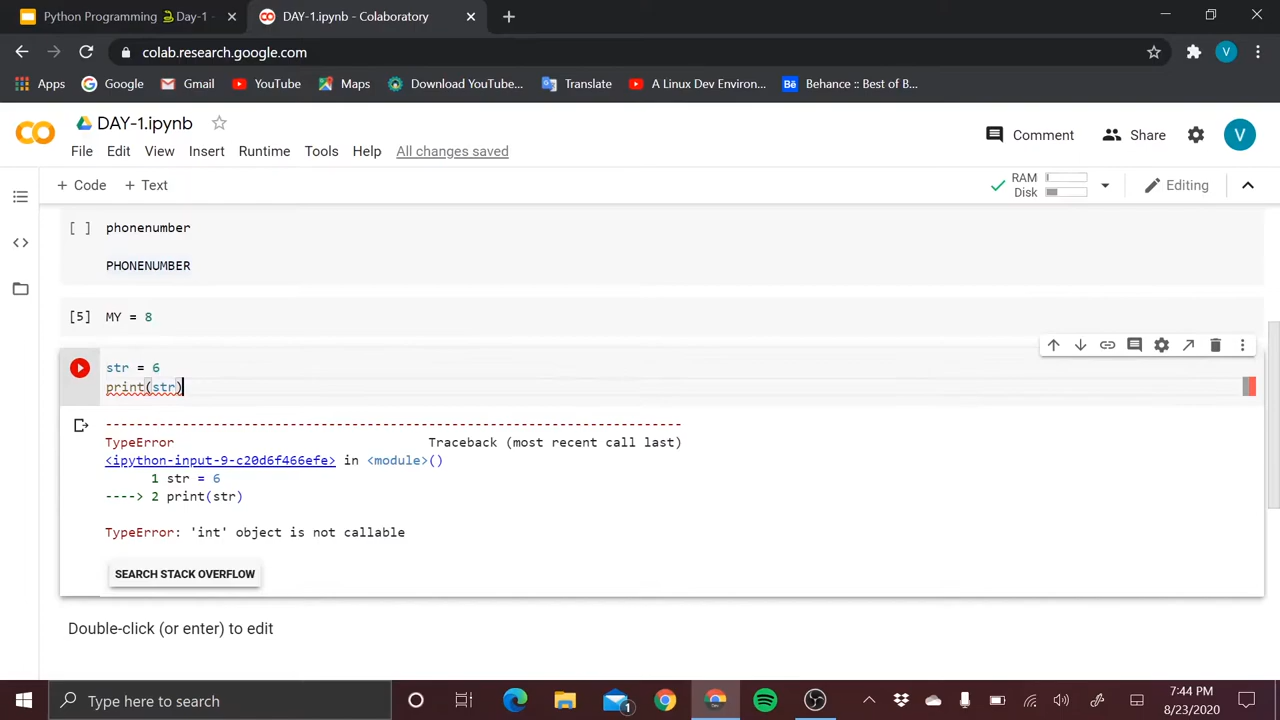 Python Programming Day-1
DAY-1.ipynb - Colaboratory
colab.research.google.com
V
Apps Google Gmail YouTube Maps Download YouTube... Translate A Linux Dev Environ... Bē Behance :: Best of B...
DAY-1.ipynb
Comment Share V
File Edit View Insert Runtime Tools Help All changes saved
+ Code + Text
RAM
Disk
Editing
[ ] phonenumber
PHONENUMBER
[5] MY = 8
str = 6
print(str)
---------------------------------------------------------------------------
TypeError Traceback (most recent call last)
<ipython-input-9-c20d6f466efe> in <module>()
1 str = 6
----> 2 print(str)
TypeError: 'int' object is not callable
SEARCH STACK OVERFLOW
Double-click (or enter) to edit
Type here to search
1
7:44 PM
8/23/2020